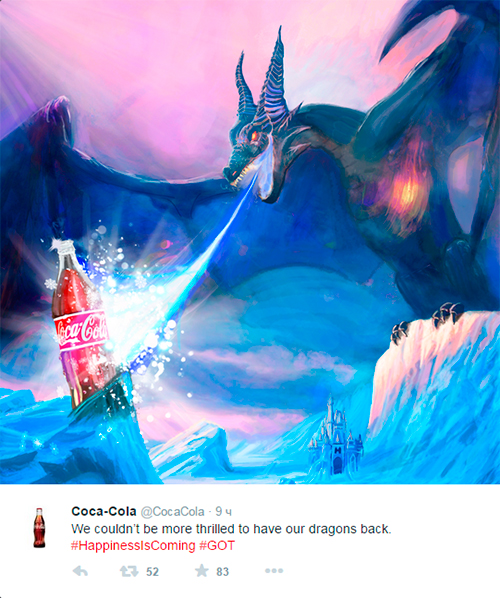 Coca-Cola
Coca-Cola @CocaCola · 9 ч
We couldn't be more thrilled to have our dragons back.
#HappinessIsComing #GOT
52 83